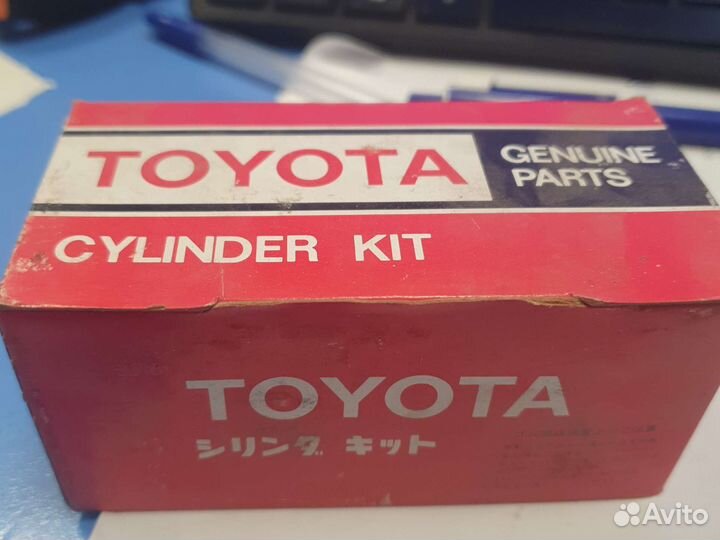 TOYOTA
GENUINE
PARTS
CYLINDER KIT
TOYOTA
シリンダ キット
Avito